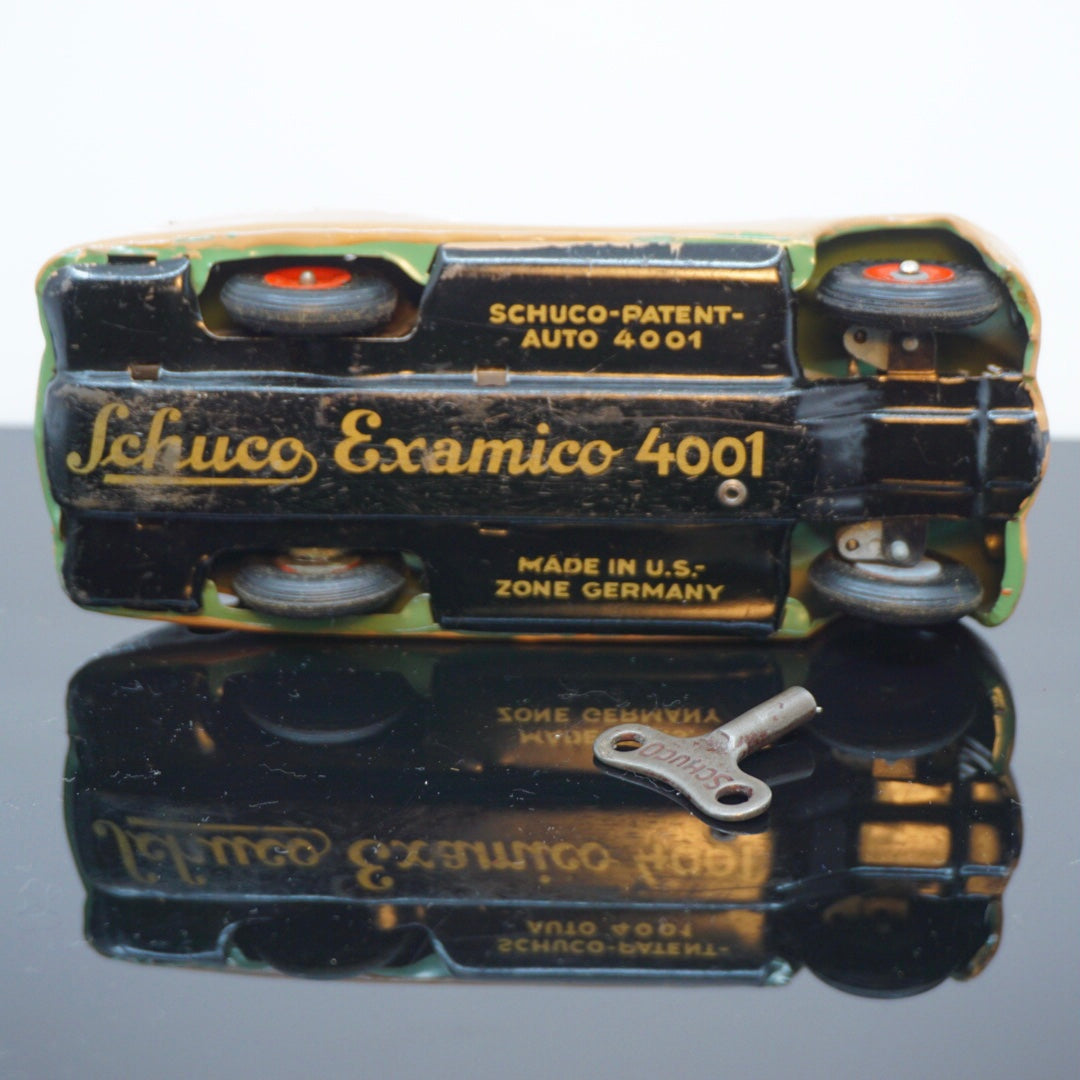 SCHUCO-PATENT-
AUTO 4001
Schuco Examico 4001
MADE IN U.S.-
ZONE GERMANY
SCHUCO